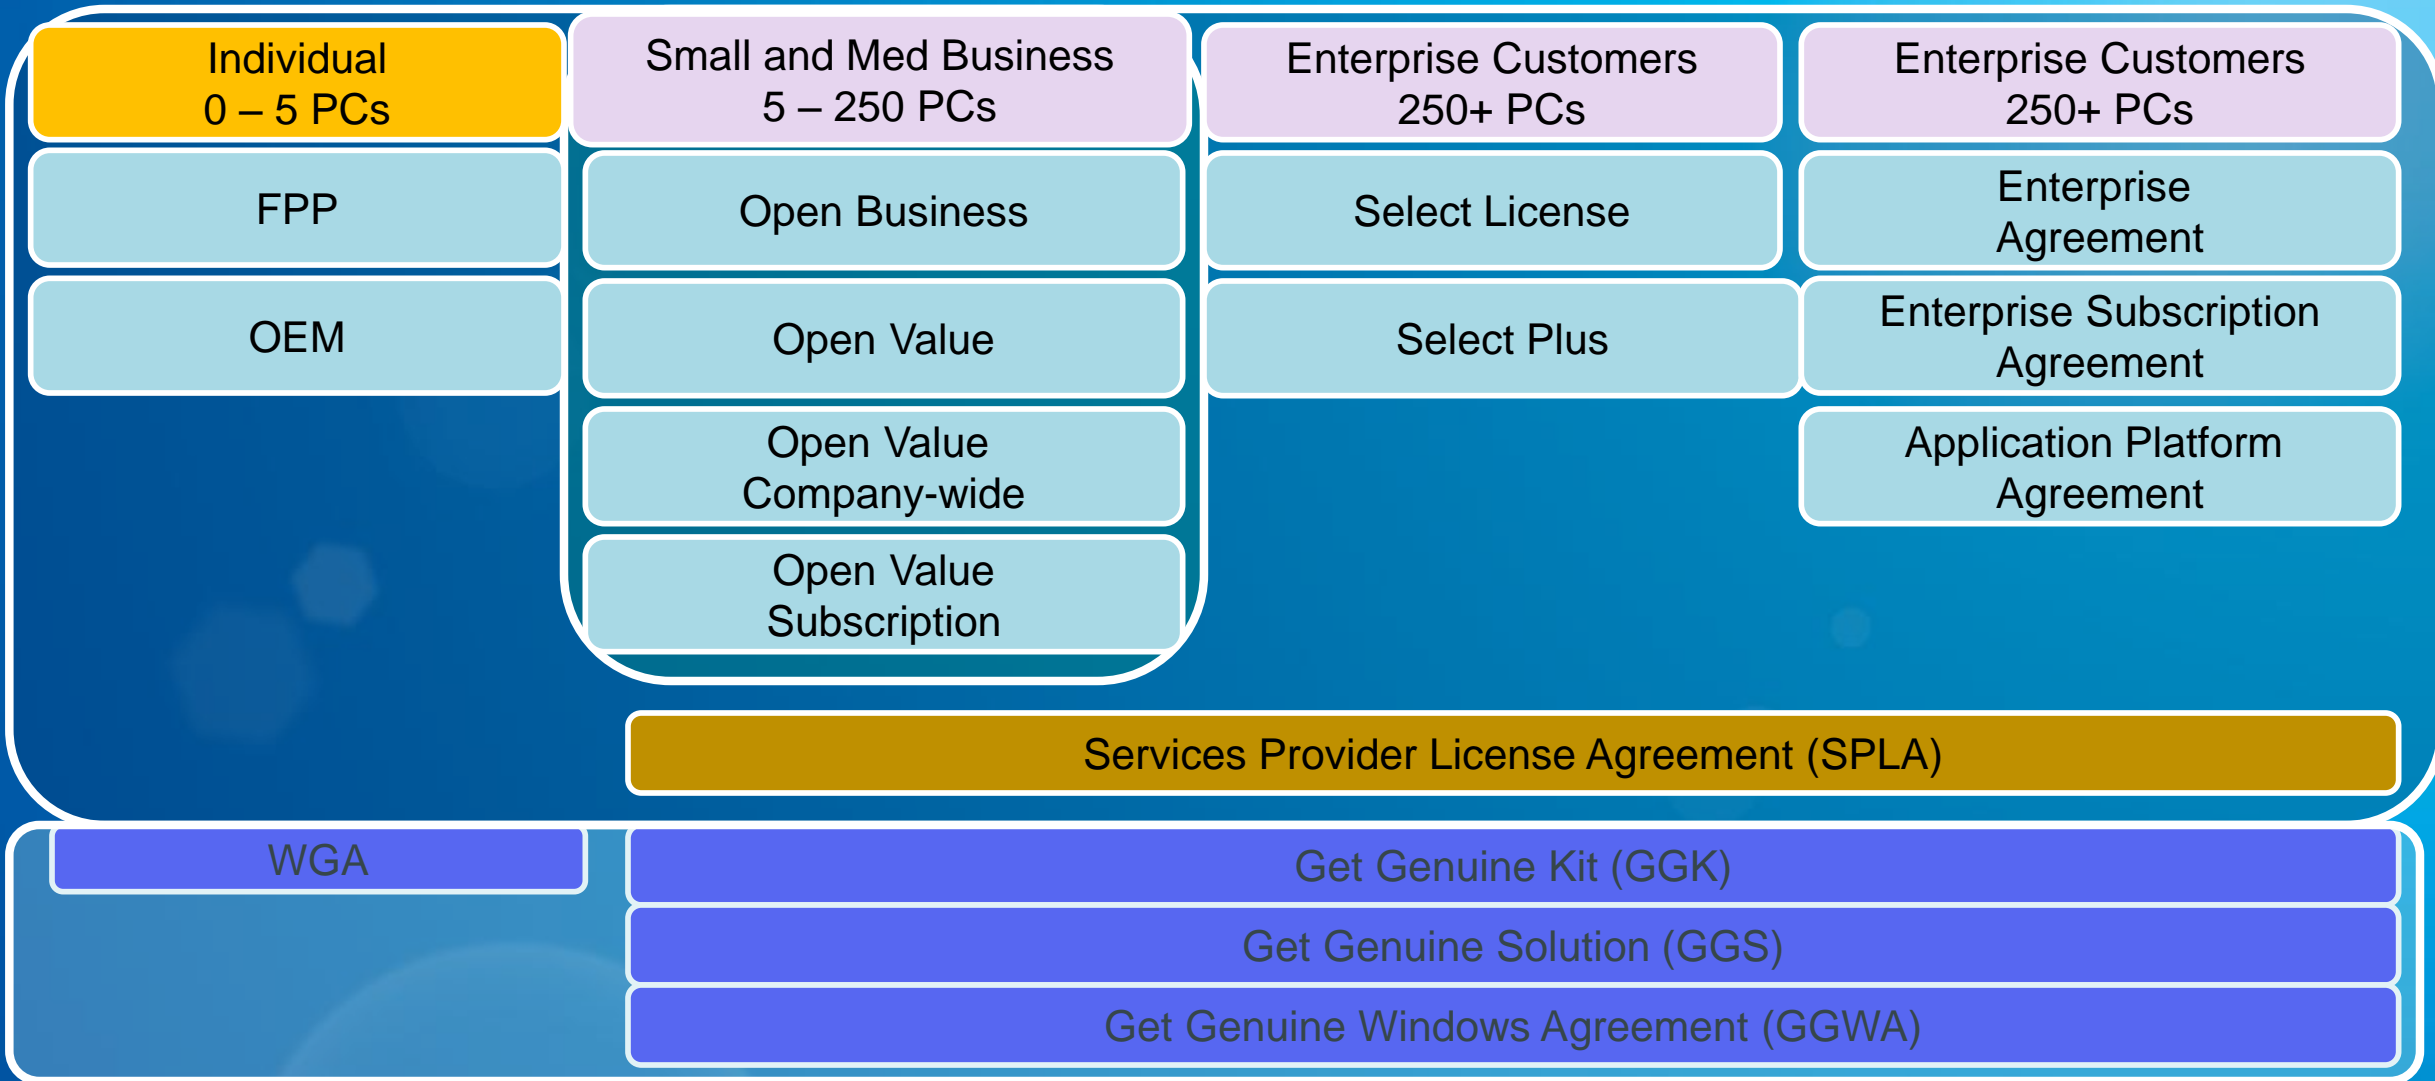 Individual
0 – 5 PCs
Small and Med Business
5 – 250 PCs
Enterprise Customers
250+ PCs
Enterprise Customers
250+ PCs
FPP
Open Business
Select License
Enterprise
Agreement
OEM
Open Value
Select Plus
Enterprise Subscription
Agreement
Open Value
Company-wide
Application Platform
Agreement
Open Value
Subscription
Services Provider License Agreement (SPLA)
WGA
Get Genuine Kit (GGK)
Get Genuine Solution (GGS)
Get Genuine Windows Agreement (GGWA)